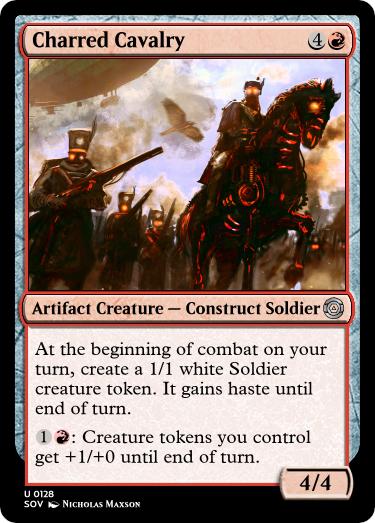 Charred Cavalry 4
Artifact Creature — Construct Soldier
At the beginning of combat on your
turn, create a 1/1 white Soldier
creature token. It gains haste until
end of turn.
1 : Creature tokens you control
get +1/+0 until end of turn.
4/4
U 0128
SOV Nicholas Maxson